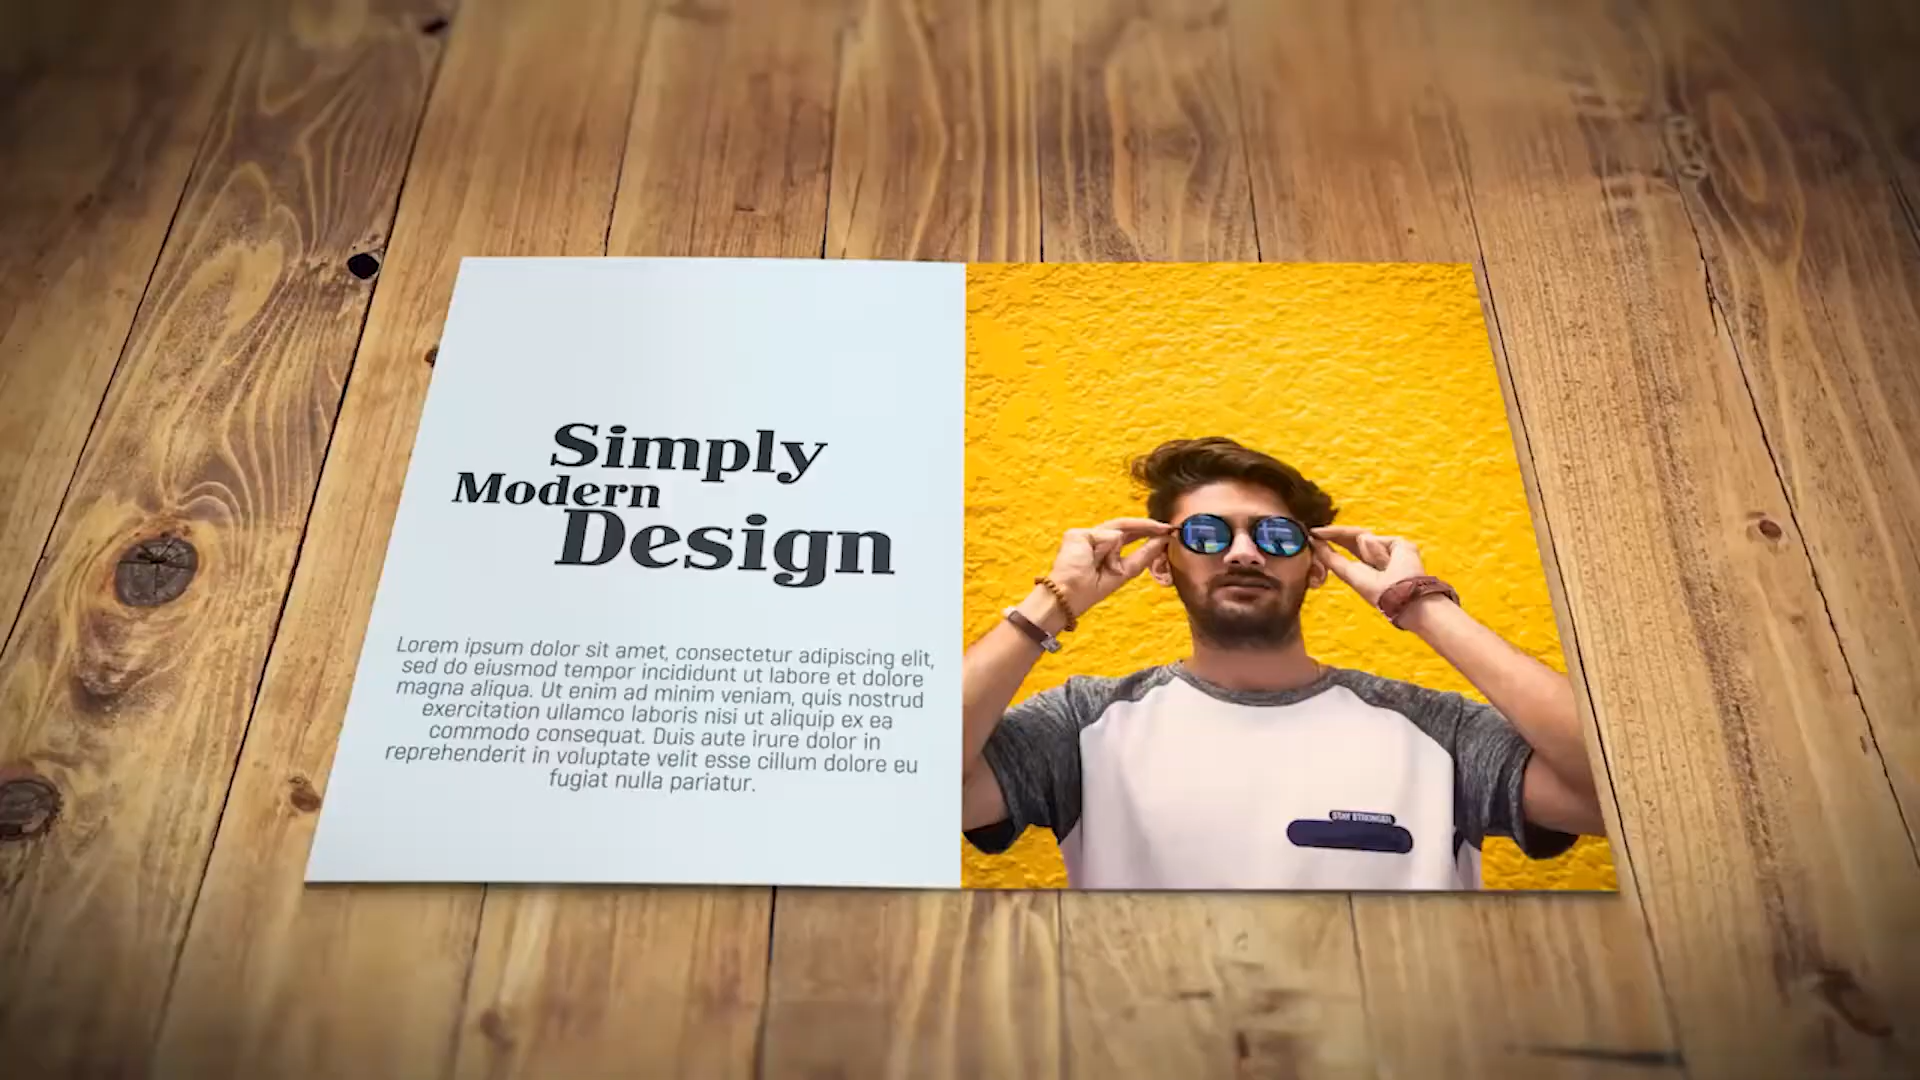 Simply
Modern
Design
Lorem ipsum dolor sit amet, consectetur adipiscing elit,
sed do eiusmod tempor incididunt ut labore et dolore
magna aliqua. Ut enim ad minim veniam, quis nostrud
exercitation ullamco laboris nisi ut aliquip ex ea
commodo consequat. Duis aute irure dolor in
reprehenderit in voluptate velit esse cillum dolore eu
fugiat nulla pariatur.
STAY STRONGER